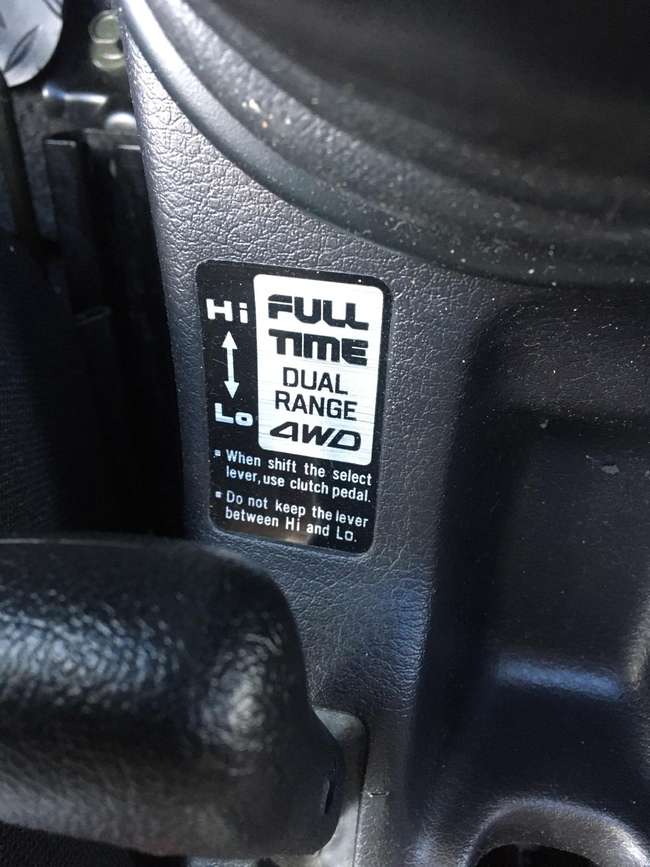 Hi
FULL
TIME
DUAL
RANGE
AWD
Lo
When shift the select
lever, use clutch pedal.
Do not keep the lever
between Hi and Lo.